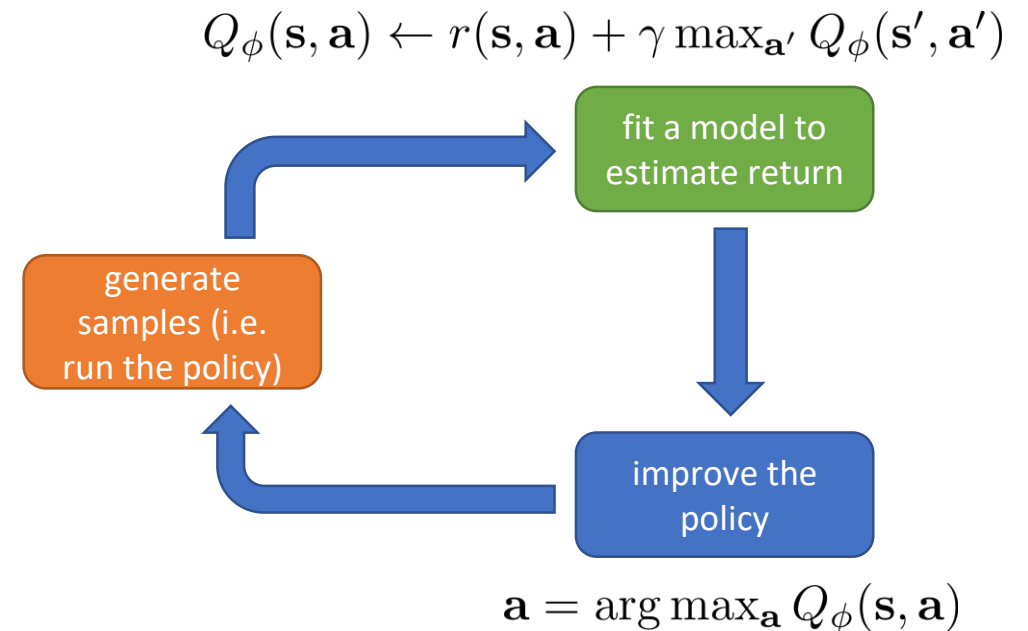 Q_ϕ(s, a) ← r(s, a) + γ max_a′ Q_ϕ(s′, a′)
fit a model to
estimate return
generate
samples (i.e.
run the policy)
improve the
policy
a = arg max_a Q_ϕ(s, a)